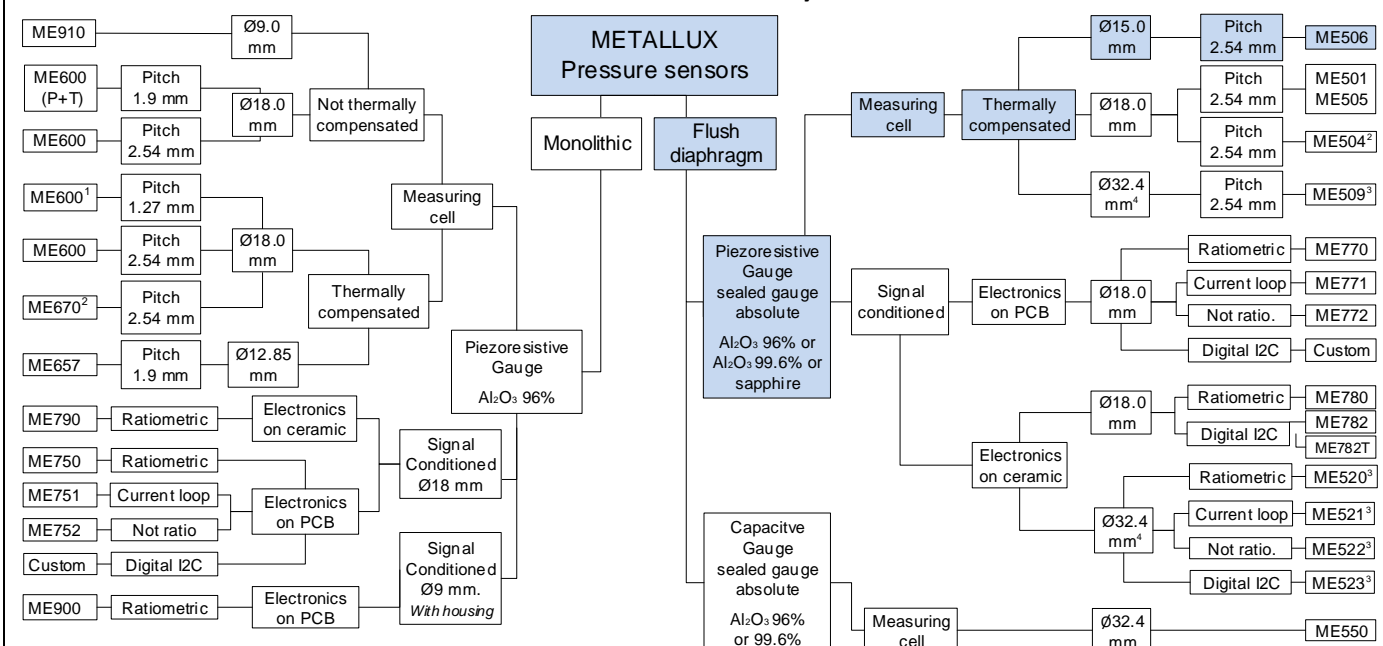 METALLUX
Pressure sensors
Monolithic
Flush
diaphragm
ME910
Ø9.0
mm
ME600
(P+T)
Pitch
1.9 mm
Ø18.0
mm
Not thermally
compensated
ME600
Pitch
2.54 mm
ME600¹
Pitch
1.27 mm
Measuring
cell
ME600
Pitch
2.54 mm
Ø18.0
mm
ME670²
Pitch
2.54 mm
Thermally
compensated
ME657
Pitch
1.9 mm
Ø12.85
mm
Piezoresistive
Gauge
Al₂O₃ 96%
ME790
Ratiometric
Electronics
on ceramic
ME750
Ratiometric
Signal
Conditioned
Ø18 mm
ME751
Current loop
Electronics
on PCB
ME752
Not ratio
Custom
Digital I2C
ME900
Ratiometric
Electronics
on PCB
Signal
Conditioned
Ø9 mm.
With housing
Measuring
cell
Thermally
compensated
Ø15.0
mm
Pitch
2.54 mm
ME506
Ø18.0
mm
Pitch
2.54 mm
ME501
ME505
Pitch
2.54 mm
ME504²
Ø32.4
mm⁴
Pitch
2.54 mm
ME509³
Piezoresistive
Gauge
sealed gauge
absolute
Al₂O₃ 96% or
Al₂O₃ 99.6% or
sapphire
Signal
conditioned
Electronics
on PCB
Ø18.0
mm
Ratiometric
ME770
Current loop
ME771
Not ratio.
ME772
Digital I2C
Custom
Electronics
on ceramic
Ø18.0
mm
Ratiometric
ME780
Digital I2C
ME782
ME782T
Ø32.4
mm⁴
Ratiometric
ME520³
Current loop
ME521³
Not ratio.
ME522³
Digital I2C
ME523³
Capacitve
Gauge
sealed gauge
absolute
Al₂O₃ 96%
or 99.6%
Measuring
cell
Ø32.4
mm
ME550